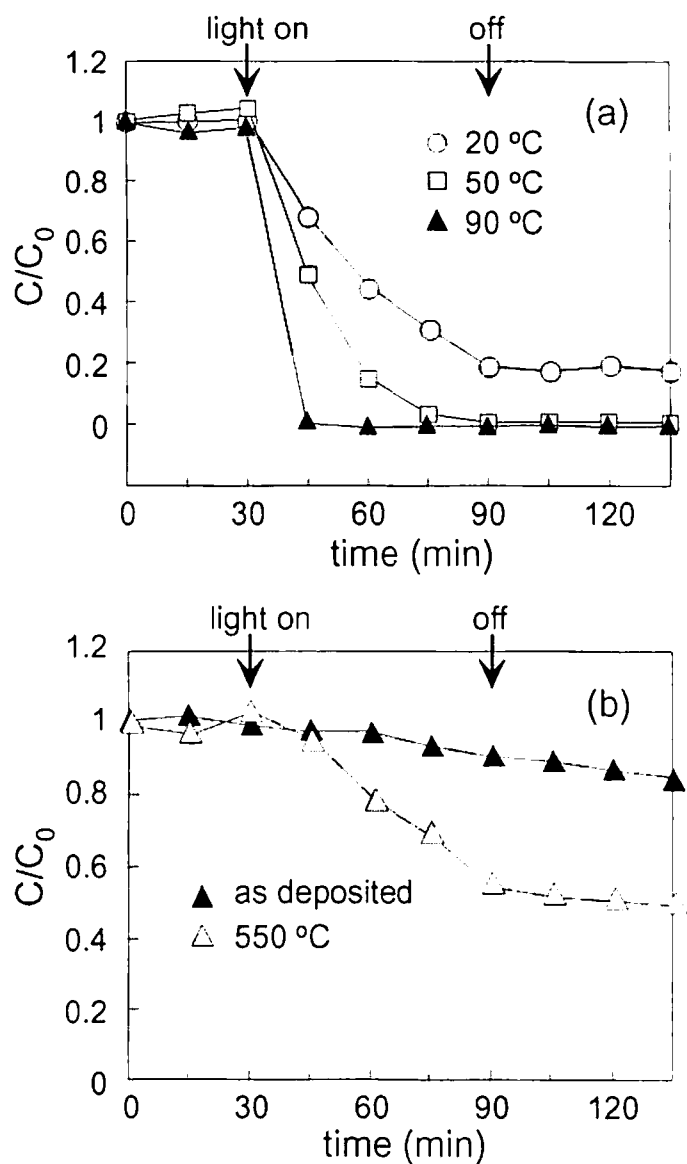 light on off
1.2
(a)
1
20 ºC
0.8
50 ºC
90 ºC
0.6
C/C0
0.4
0.2
0
0 30 60 90 120
time (min)
light on off
1.2
(b)
1
0.8
0.6
C/C0
as deposited
0.4
550 ºC
0.2
0
0 30 60 90 120
time (min)